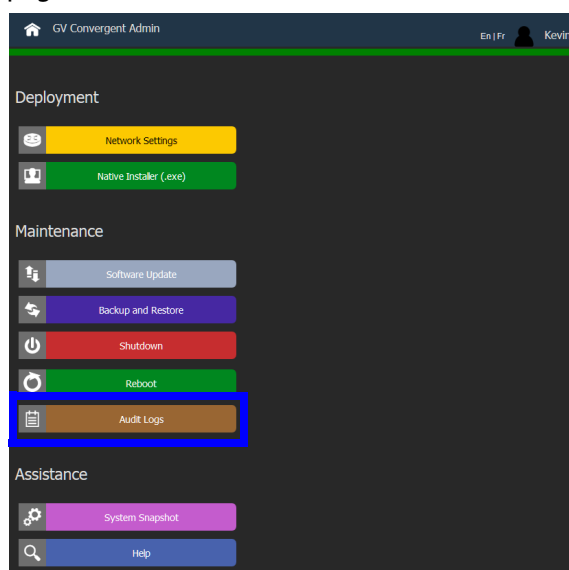 GV Convergent Admin
En | Fr
Kevin
Deployment
Network Settings
Native Installer (.exe)
Maintenance
Software Update
Backup and Restore
Shutdown
Reboot
Audit Logs
Assistance
System Snapshot
Help